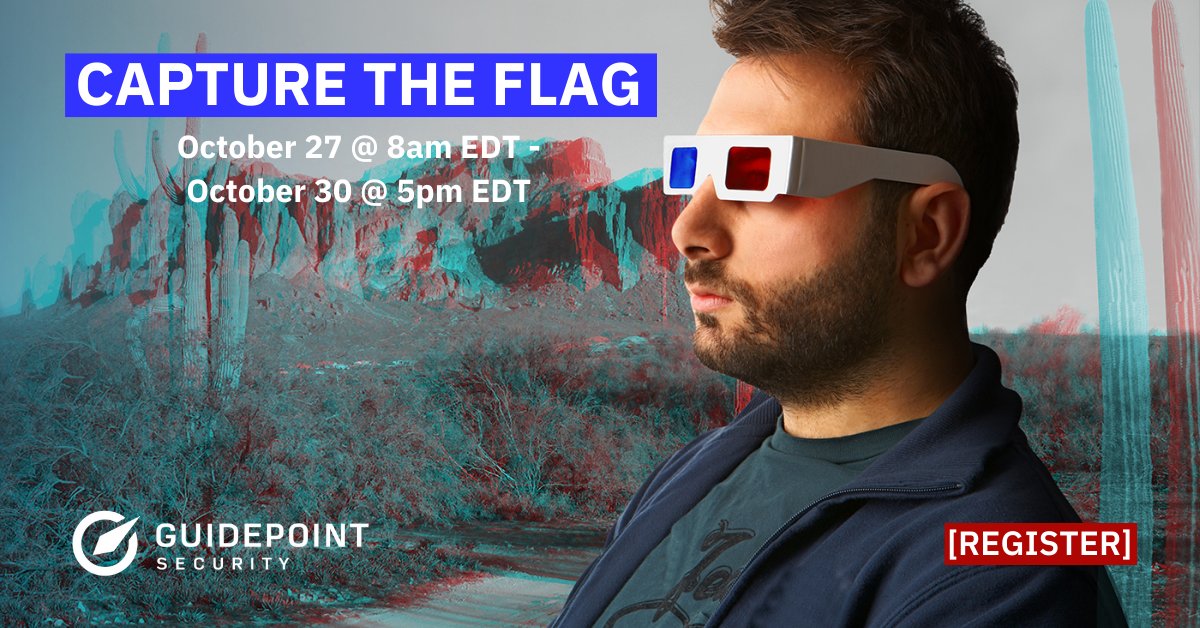 CAPTURE THE FLAG
October 27 @ 8am EDT -
October 30 @ 5pm EDT
GUIDEPOINT
SECURITY
[REGISTER]